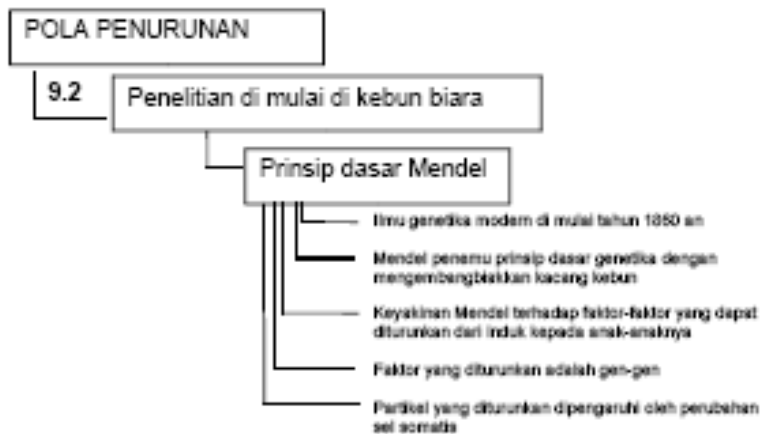 POLA PENURUNAN
9.2
Penelitian di mulai di kebun biara
Prinsip dasar Mendel
Ilmu genetika modern di mulai tahun 1860 an
Mendel penemu prinsip dasar genetika dengan
mengembangbiakkan kacang kebun
Keyakinan Mendel terhadap faktor-faktor yang dapat
diturunkan dari induk kepada anak-anaknya
Faktor yang diturunkan adalah gen-gen
Partikel yang diturunkan dipengaruhi oleh perubahan
sel somatis